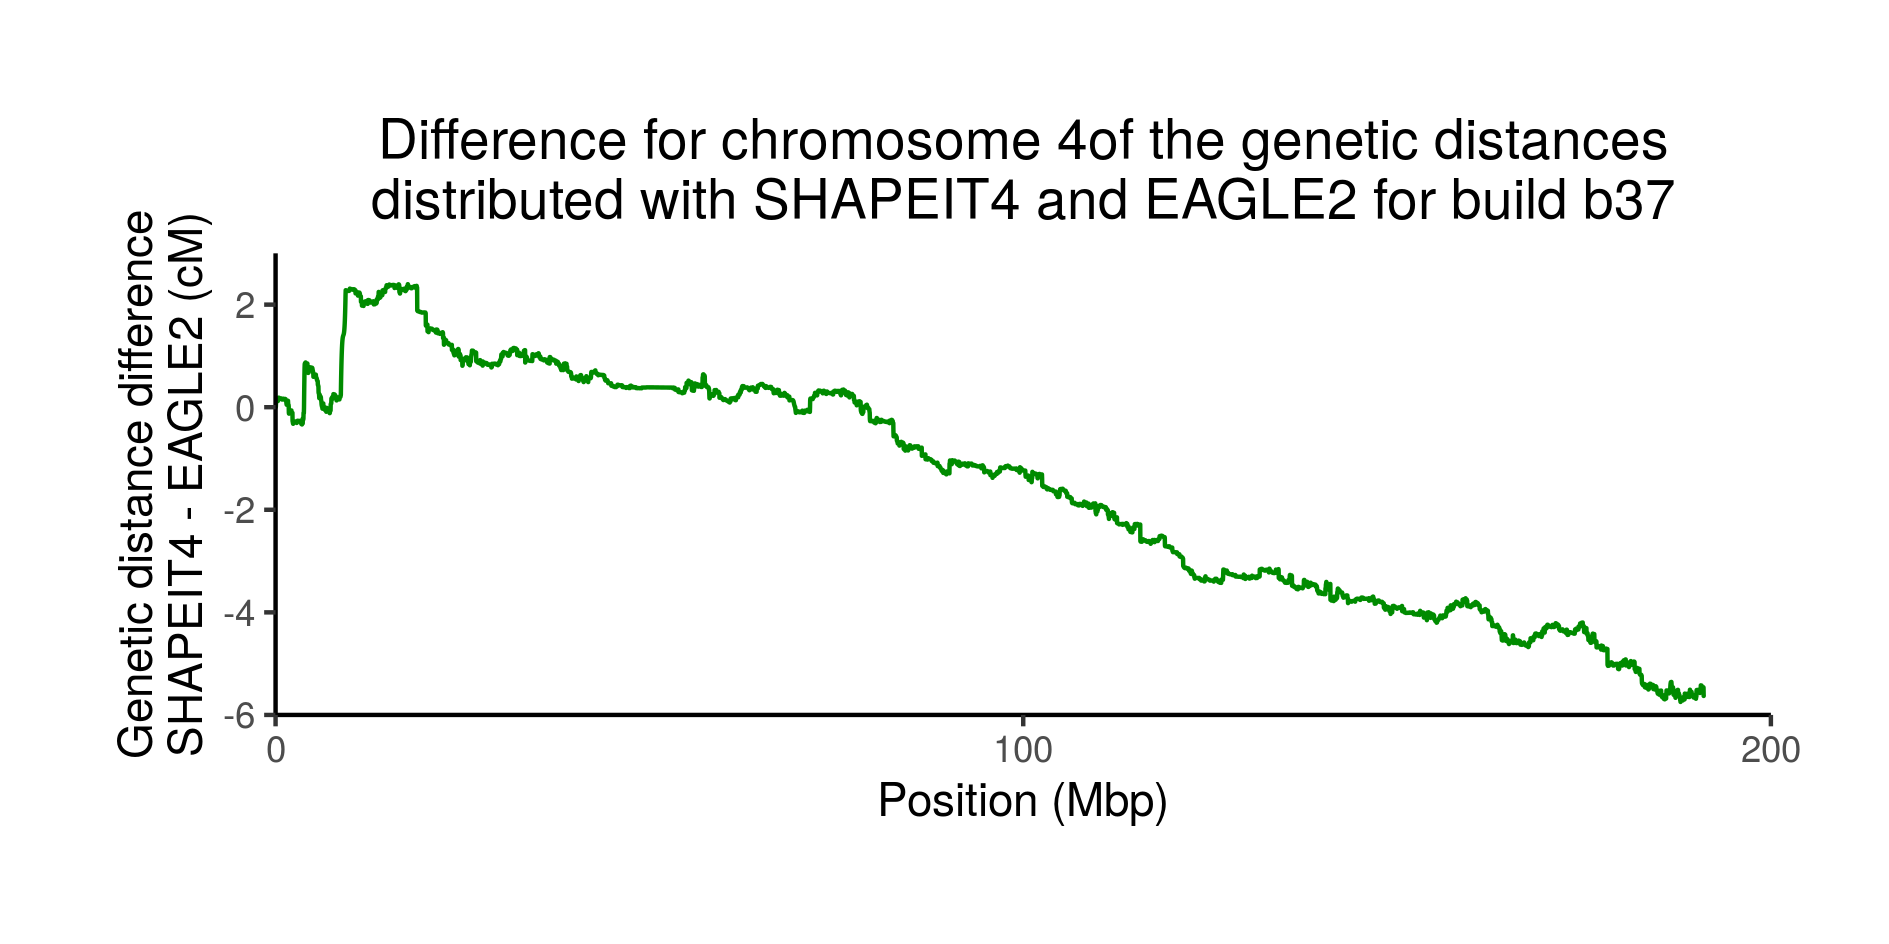 Difference for chromosome 4of the genetic distances
distributed with SHAPEIT4 and EAGLE2 for build b37
Genetic distance difference
SHAPEIT4 - EAGLE2 (cM)
2
0
-2
-4
-6
0
100
200
Position (Mbp)